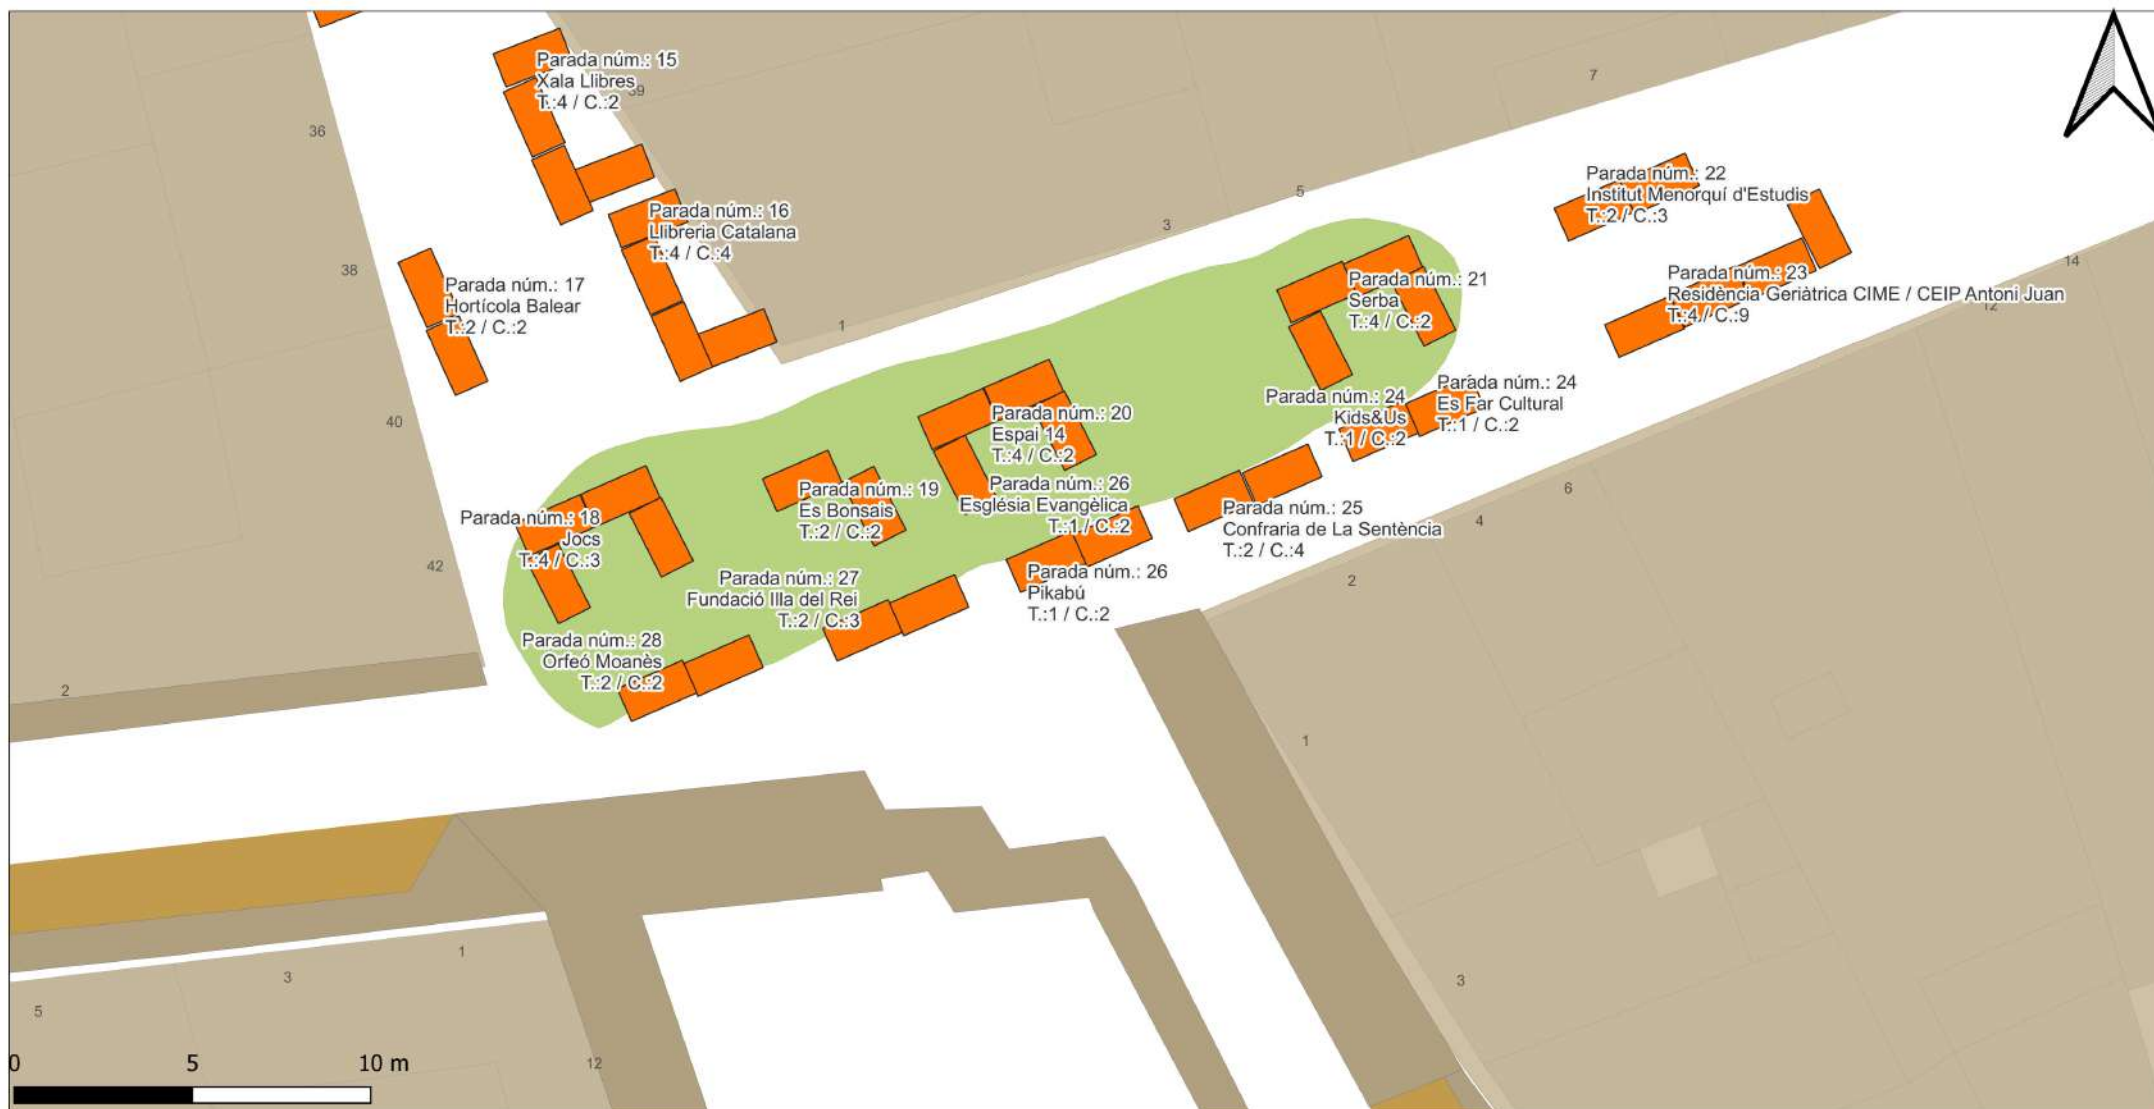 Parada núm.: 15
Xala Llibres
T.:4 / C.:2
39
7
36
Parada núm.: 22
Institut Menorquí d'Estudis
T.:2 / C.:3
5
3
Parada núm.: 16
Llibreria Catalana
T.:4 / C.:4
38
14
Parada núm.: 17
Hortícola Balear
T.:2 / C.:2
Parada núm.: 21
Serba
T.:4 / C.:2
Parada núm.: 23
Residència Geriàtrica CIME / CEIP Antoni Juan
T.:4 / C.:9
12
1
40
Parada núm.: 24
Kids&Us
T.:1 / C.:2
Parada núm.: 24
Es Far Cultural
T.:1 / C.:2
Parada núm.: 20
Espai 14
T.:4 / C.:2
Parada núm.: 19
Es Bonsais
T.:2 / C.:2
Parada núm.: 26
Església Evangèlica
T.:1 / C.:2
6
4
Parada núm.: 18
Jocs
T.:4 / C.:3
Parada núm.: 25
Confraria de La Sentència
T.:2 / C.:4
42
2
Parada núm.: 27
Fundació Illa del Rei
T.:2 / C.:3
Parada núm.: 26
Pikabú
T.:1 / C.:2
Parada núm.: 28
Orfeó Moanès
T.:2 / C.:2
2
1
1
3
3
5
12
0 5 10 m